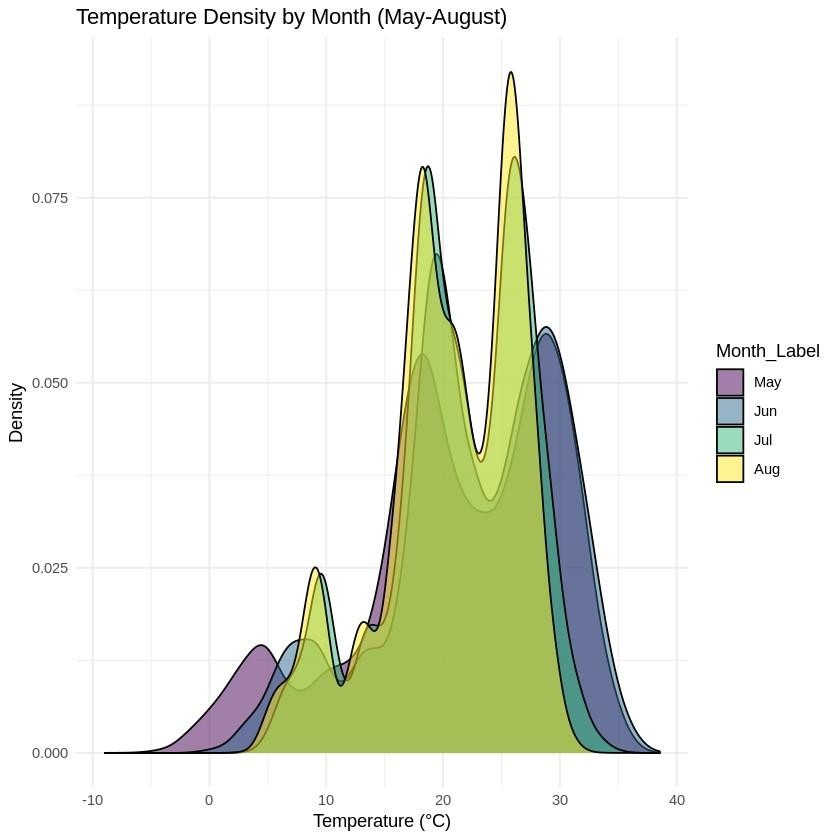 Temperature Density by Month (May-August)
Density
0.075
0.050
0.025
0.000
-10 0 10 20 30 40
Temperature (°C)
Month_Label
May
Jun
Jul
Aug